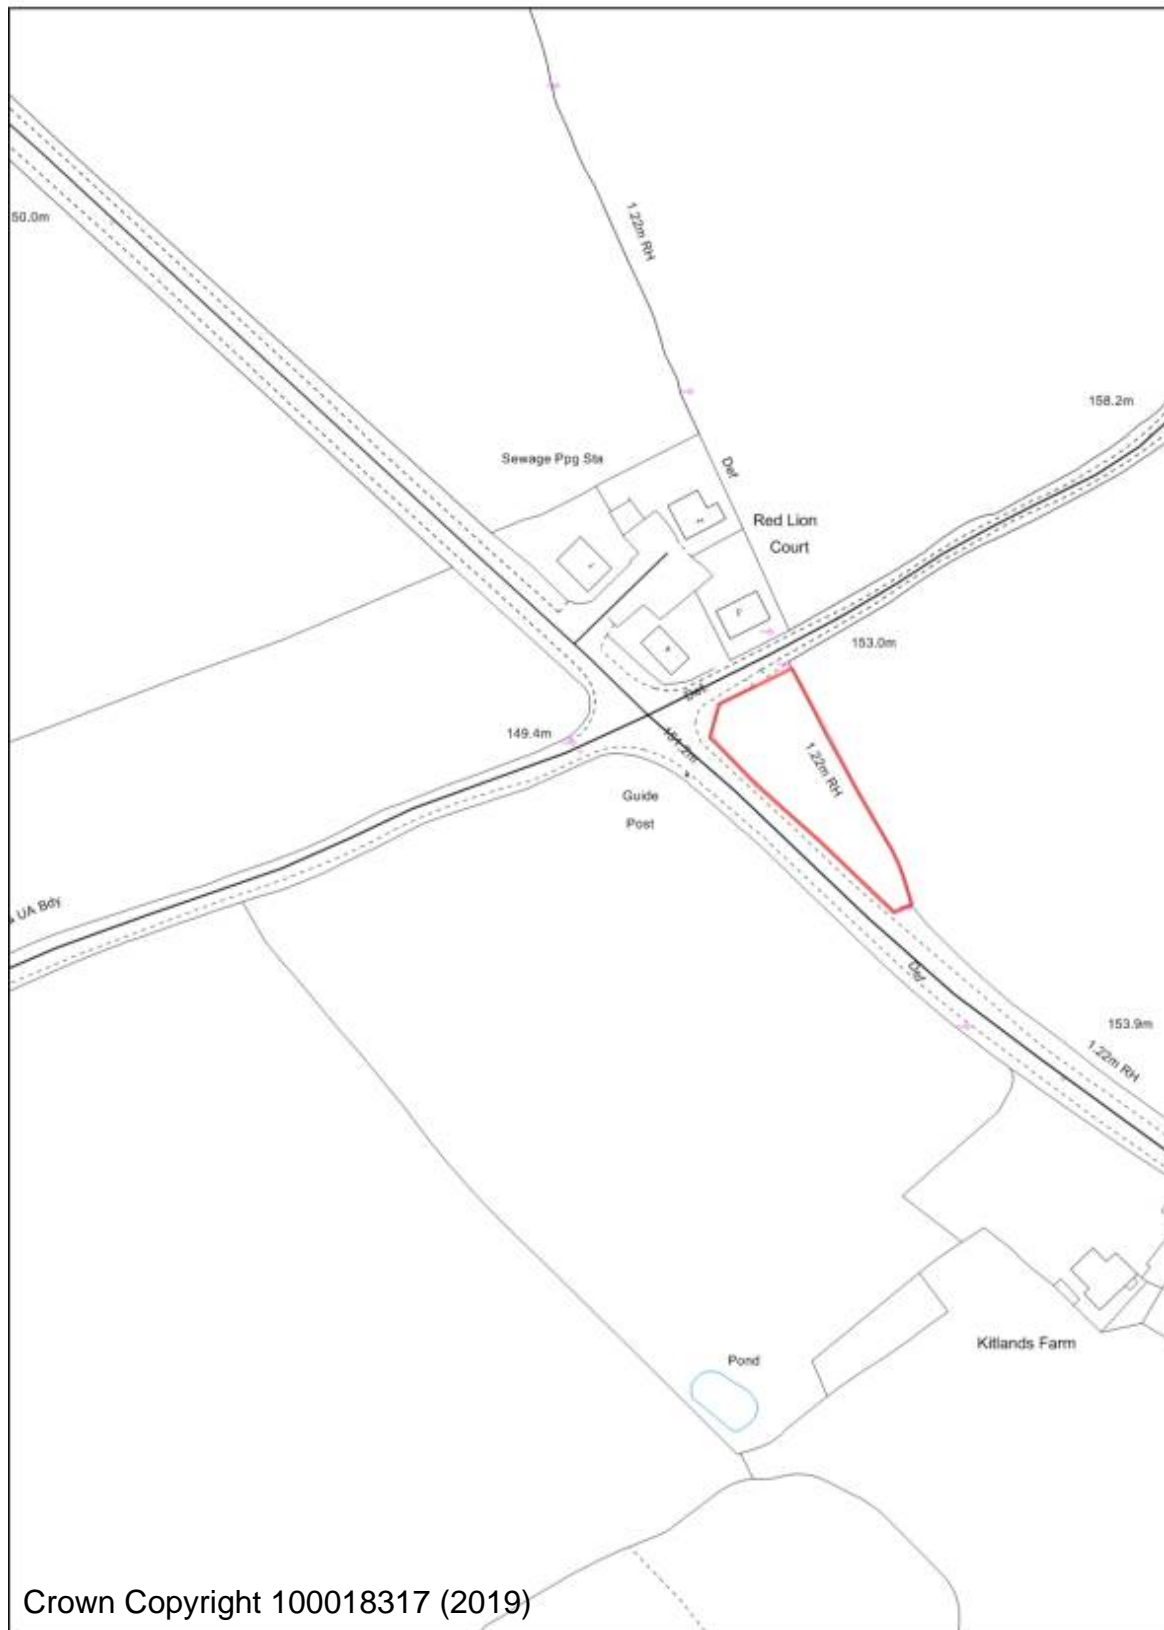 50.0m
1.22m RH
158.2m
Sewage Ppg Sta
Def
Red Lion
Court
153.0m
149.4m
151.2m
1.22m RH
Guide
Post
UA Bdy
Def
153.9m
1.22m RH
Kitlands Farm
Pond
Crown Copyright 100018317 (2019)